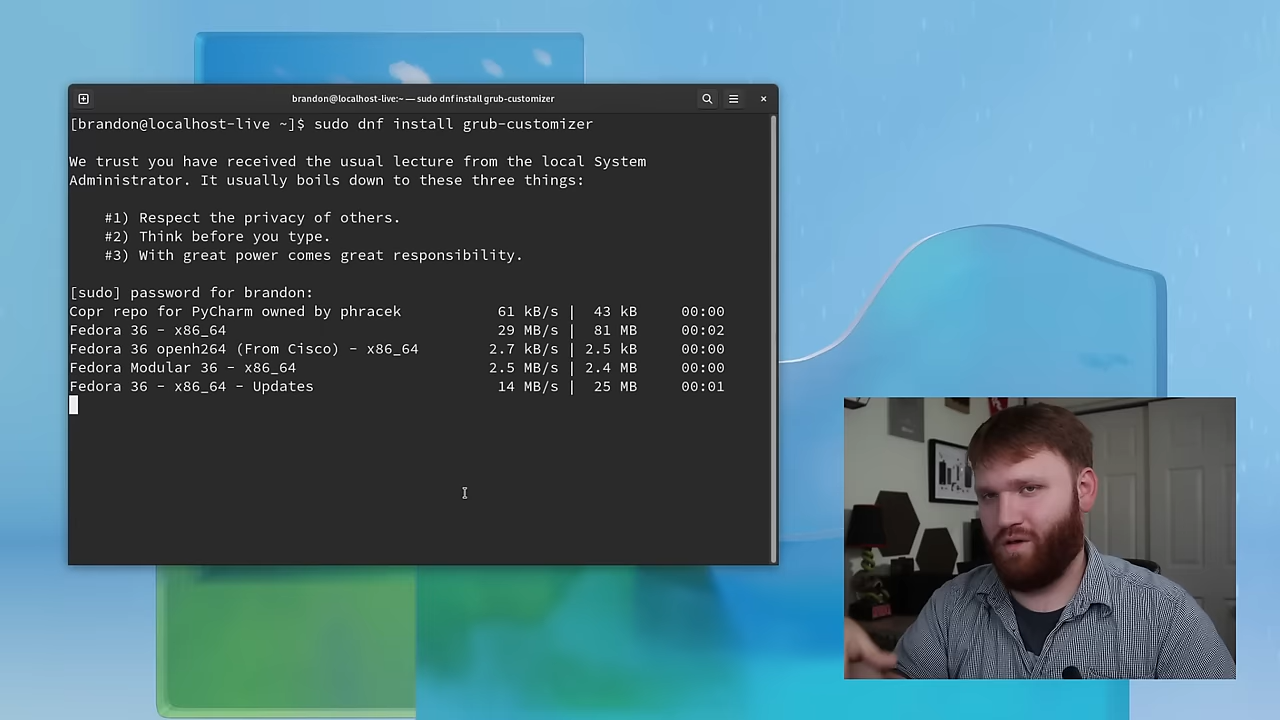 brandon@localhost-live:~ — sudo dnf install grub-customizer
[brandon@localhost-live ~]$ sudo dnf install grub-customizer
We trust you have received the usual lecture from the local System
Administrator. It usually boils down to these three things:
#1) Respect the privacy of others.
#2) Think before you type.
#3) With great power comes great responsibility.
[sudo] password for brandon:
Copr repo for PyCharm owned by phracek 61 kB/s | 43 kB 00:00
Fedora 36 - x86_64 29 MB/s | 81 MB 00:02
Fedora 36 openh264 (From Cisco) - x86_64 2.7 kB/s | 2.5 kB 00:00
Fedora Modular 36 - x86_64 2.5 MB/s | 2.4 MB 00:00
Fedora 36 - x86_64 - Updates 14 MB/s | 25 MB 00:01